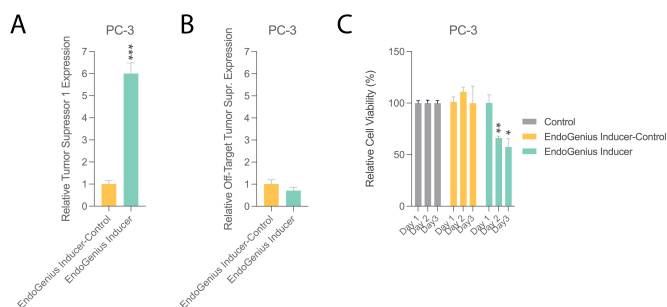 A
PC-3
Relative Tumor Supressor 1 Expression
7
6
5
4
3
2
1
0
***
EndoGenius Inducer-Control
EndoGenius Inducer
B
PC-3
Relative Off-Target Tumor Supr. Expression
7
6
5
4
3
2
1
0
EndoGenius Inducer-Control
EndoGenius Inducer
C
PC-3
Relative Cell Viability (%)
150
100
50
0
**
*
Day 1
Day 2
Day3
Day 1
Day 2
Day3
Day 1
Day 2
Day3
Control
EndoGenius Inducer-Control
EndoGenius Inducer